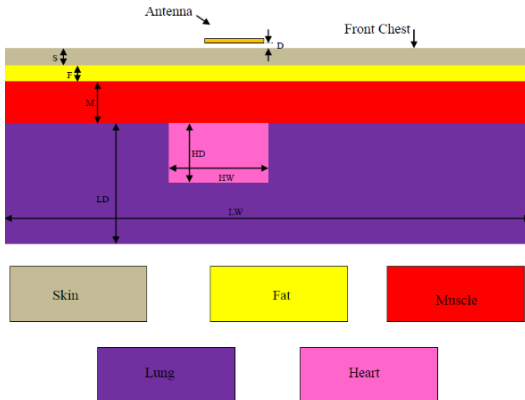 Antenna
Front Chest
D
S
F
M
HD
HW
LD
LW
Skin
Fat
Muscle
Lung
Heart